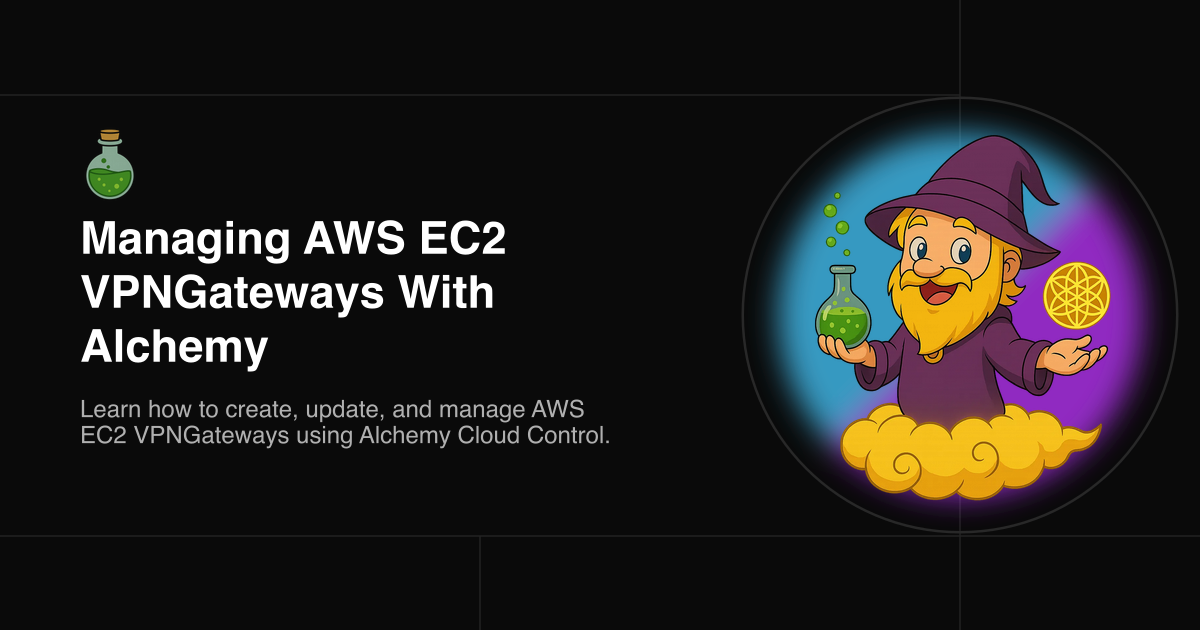 Managing AWS EC2
VPNGateways With
Alchemy
Learn how to create, update, and manage AWS
EC2 VPNGateways using Alchemy Cloud Control.